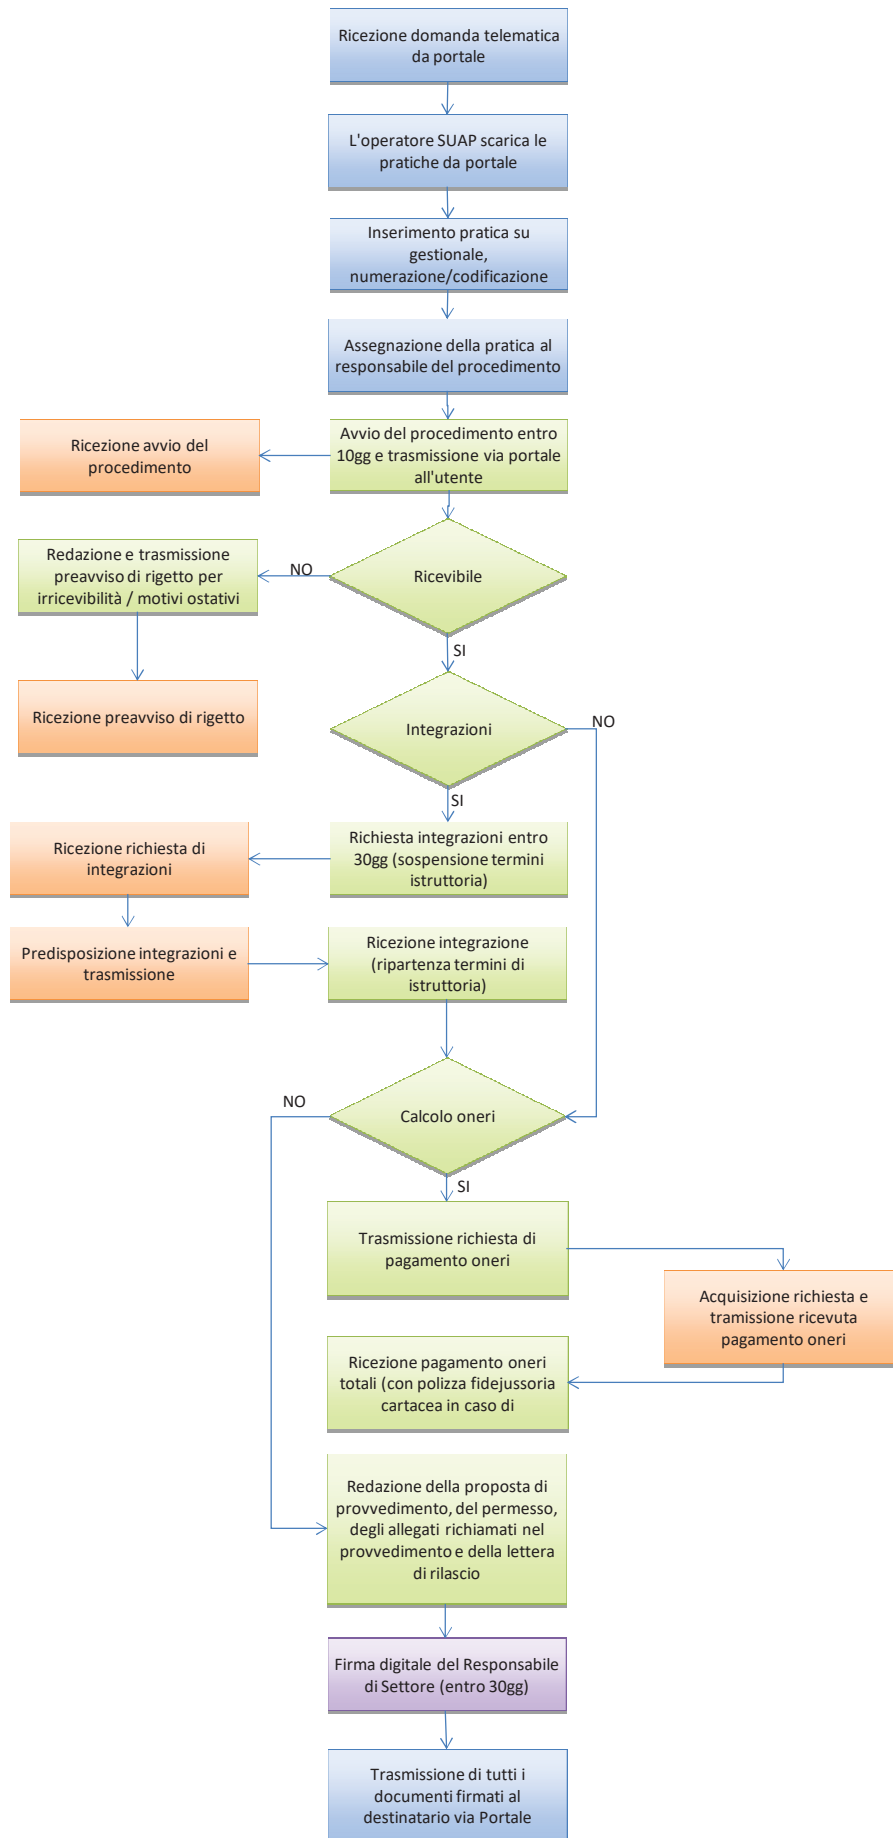 Ricezione domanda telematica
da portale
L'operatore SUAP scarica le
pratiche da portale
Inserimento pratica su
gestionale,
numerazione/codificazione
Assegnazione della pratica al
responsabile del procedimento
Ricezione avvio del
procedimento
Avvio del procedimento entro
10gg e trasmissione via portale
all'utente
Redazione e trasmissione
preavviso di rigetto per
irricevibilità / motivi ostativi
NO
Ricevibile
SI
Ricezione preavviso di rigetto
Integrazioni
NO
SI
Ricezione richiesta di
integrazioni
Richiesta integrazioni entro
30gg (sospensione termini
istruttoria)
Predisposizione integrazioni e
trasmissione
Ricezione integrazione
(ripartenza termini di
istruttoria)
NO
Calcolo oneri
SI
Trasmissione richiesta di
pagamento oneri
Acquisizione richiesta e
tramissione ricevuta
pagamento oneri
Ricezione pagamento oneri
totali (con polizza fidejussoria
cartacea in caso di
Redazione della proposta di
provvedimento, del permesso,
degli allegati richiamati nel
provvedimento e della lettera
di rilascio
Firma digitale del Responsabile
di Settore (entro 30gg)
Trasmissione di tutti i
documenti firmati al
destinatario via Portale